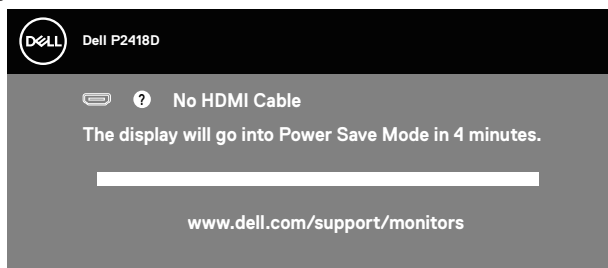 DELL
Dell P2418D
? No HDMI Cable
The display will go into Power Save Mode in 4 minutes.
www.dell.com/support/monitors